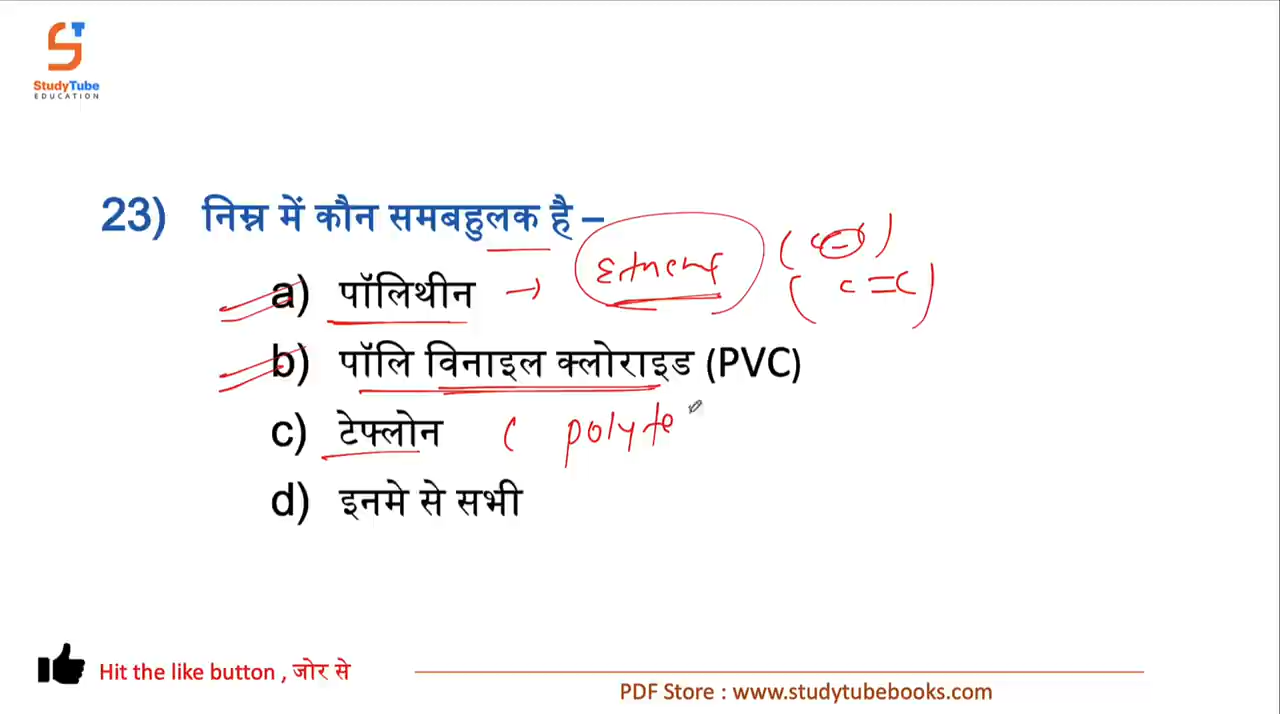 StudyTube
EDUCATION
23) निम्न में कौन समबहुलक है –
a) पॉलिथीन → (C=C)
b) पॉलि विनाइल क्लोराइड (PVC)
c) टेफ्लोन ( polyte
d) इनमे से सभी
Hit the like button , जोर से
PDF Store : www.studytubebooks.com